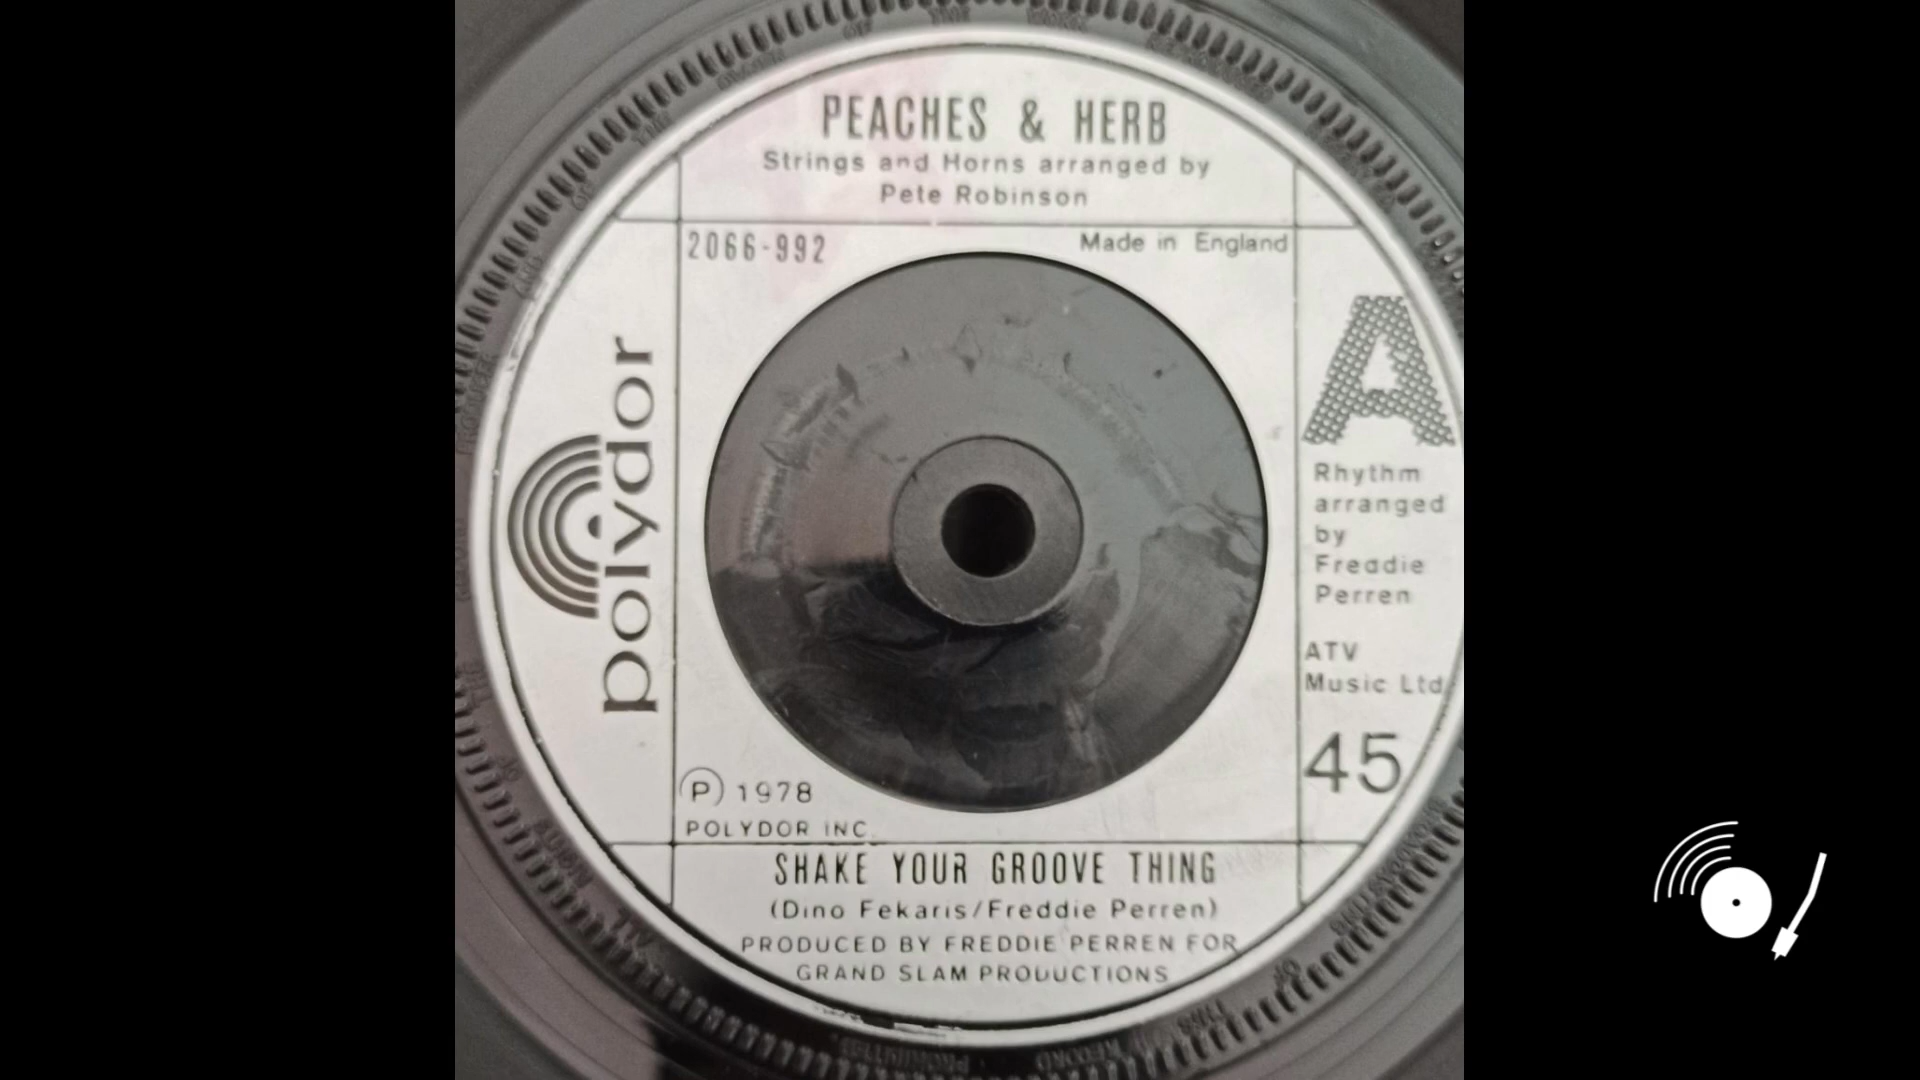 PEACHES & HERB
Strings and Horns arranged by
Pete Robinson
2066-992
Made in England
polydor
A
Rhythm
arranged
by
Freddie
Perren
ATV
Music Ltd
45
Ⓟ 1978
POLYDOR INC.
SHAKE YOUR GROOVE THING
(Dino Fekaris/Freddie Perren)
PRODUCED BY FREDDIE PERREN FOR
GRAND SLAM PRODUCTIONS